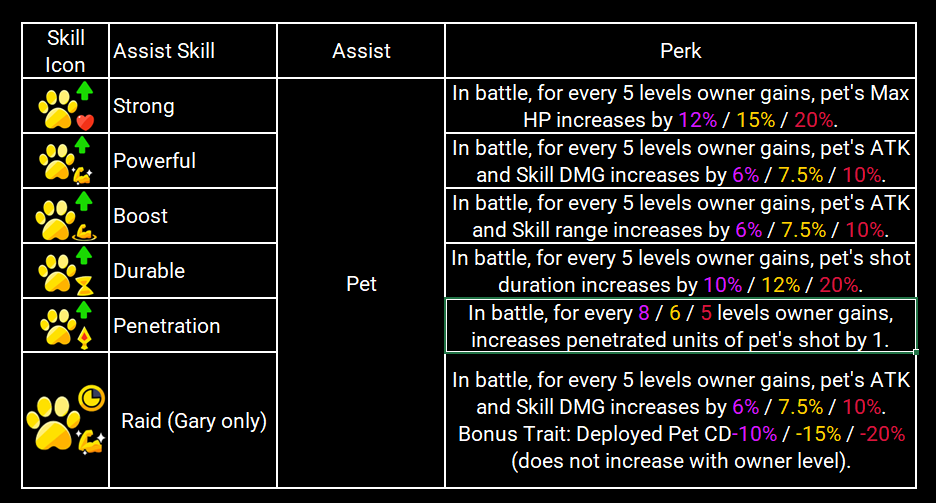 Skill
Icon
Assist Skill
Assist
Perk
Strong
In battle, for every 5 levels owner gains, pet's Max
HP increases by 12% / 15% / 20%.
Powerful
In battle, for every 5 levels owner gains, pet's ATK
and Skill DMG increases by 6% / 7.5% / 10%.
Boost
In battle, for every 5 levels owner gains, pet's ATK
and Skill range increases by 6% / 7.5% / 10%.
Durable
Pet
In battle, for every 5 levels owner gains, pet's shot
duration increases by 10% / 12% / 20%.
Penetration
In battle, for every 8 / 6 / 5 levels owner gains,
increases penetrated units of pet's shot by 1.
Raid (Gary only)
In battle, for every 5 levels owner gains, pet's ATK
and Skill DMG increases by 6% / 7.5% / 10%.
Bonus Trait: Deployed Pet CD-10% / -15% / -20%
(does not increase with owner level).